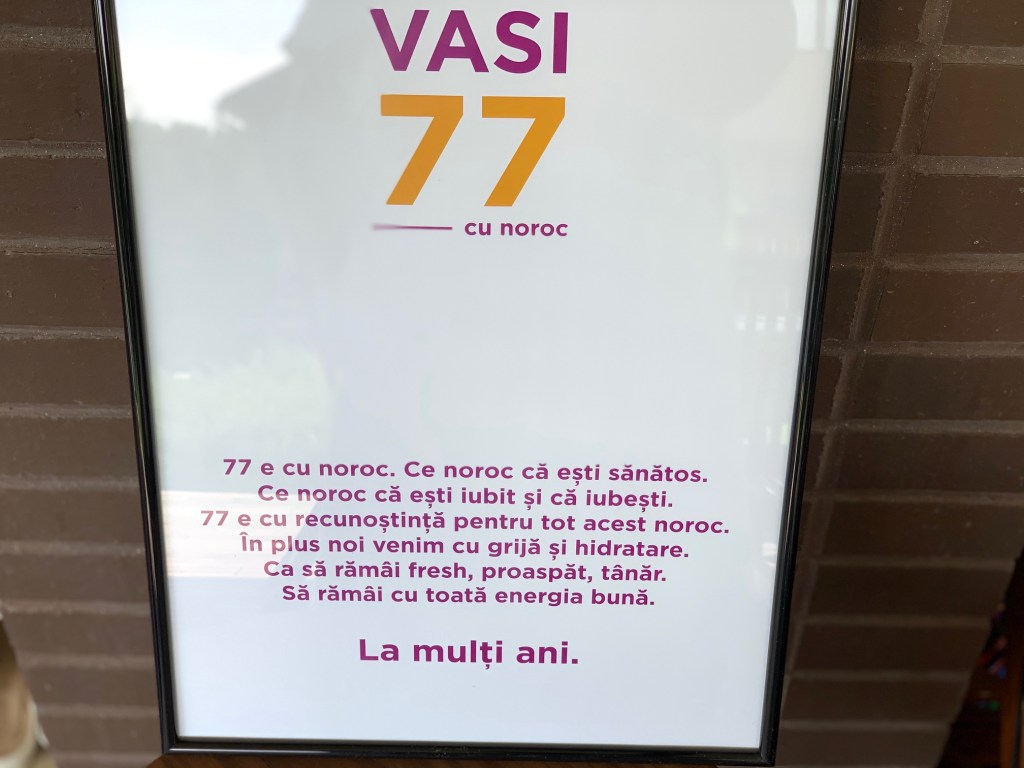 VASI
77
cu noroc
77 e cu noroc. Ce noroc că ești sănătos.
Ce noroc că ești iubit și că iubești.
77 e cu recunoștință pentru tot acest noroc.
În plus noi venim cu grijă și hidratare.
Ca să rămâi fresh, proaspăt, tânăr.
Să rămâi cu toată energia bună.
La mulți ani.